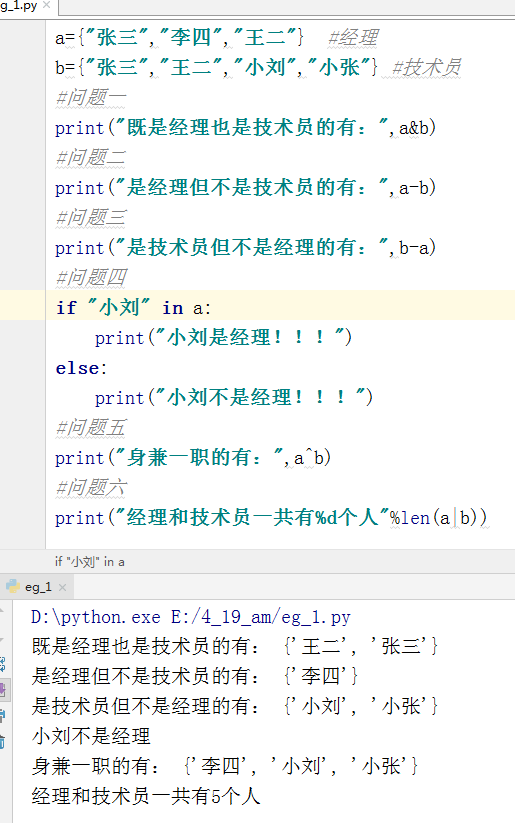 eg_1.py ×
a={"张三","李四","王二"}  #经理
b={"张三","王二","小刘","小张"} #技术员
#问题一
print("既是经理也是技术员的有：",a&b)
#问题二
print("是经理但不是技术员的有：",a-b)
#问题三
print("是技术员但不是经理的有：",b-a)
#问题四
if "小刘" in a:
    print("小刘是经理！！！")
else:
    print("小刘不是经理！！！")
#问题五
print("身兼一职的有：",a^b)
#问题六
print("经理和技术员一共有%d个人"%len(a|b))
if "小刘" in a
eg_1 ×
D:\python.exe E:/4_19_am/eg_1.py
既是经理也是技术员的有： {'王二', '张三'}
是经理但不是技术员的有： {'李四'}
是技术员但不是经理的有： {'小刘', '小张'}
小刘不是经理
身兼一职的有： {'李四', '小刘', '小张'}
经理和技术员一共有5个人